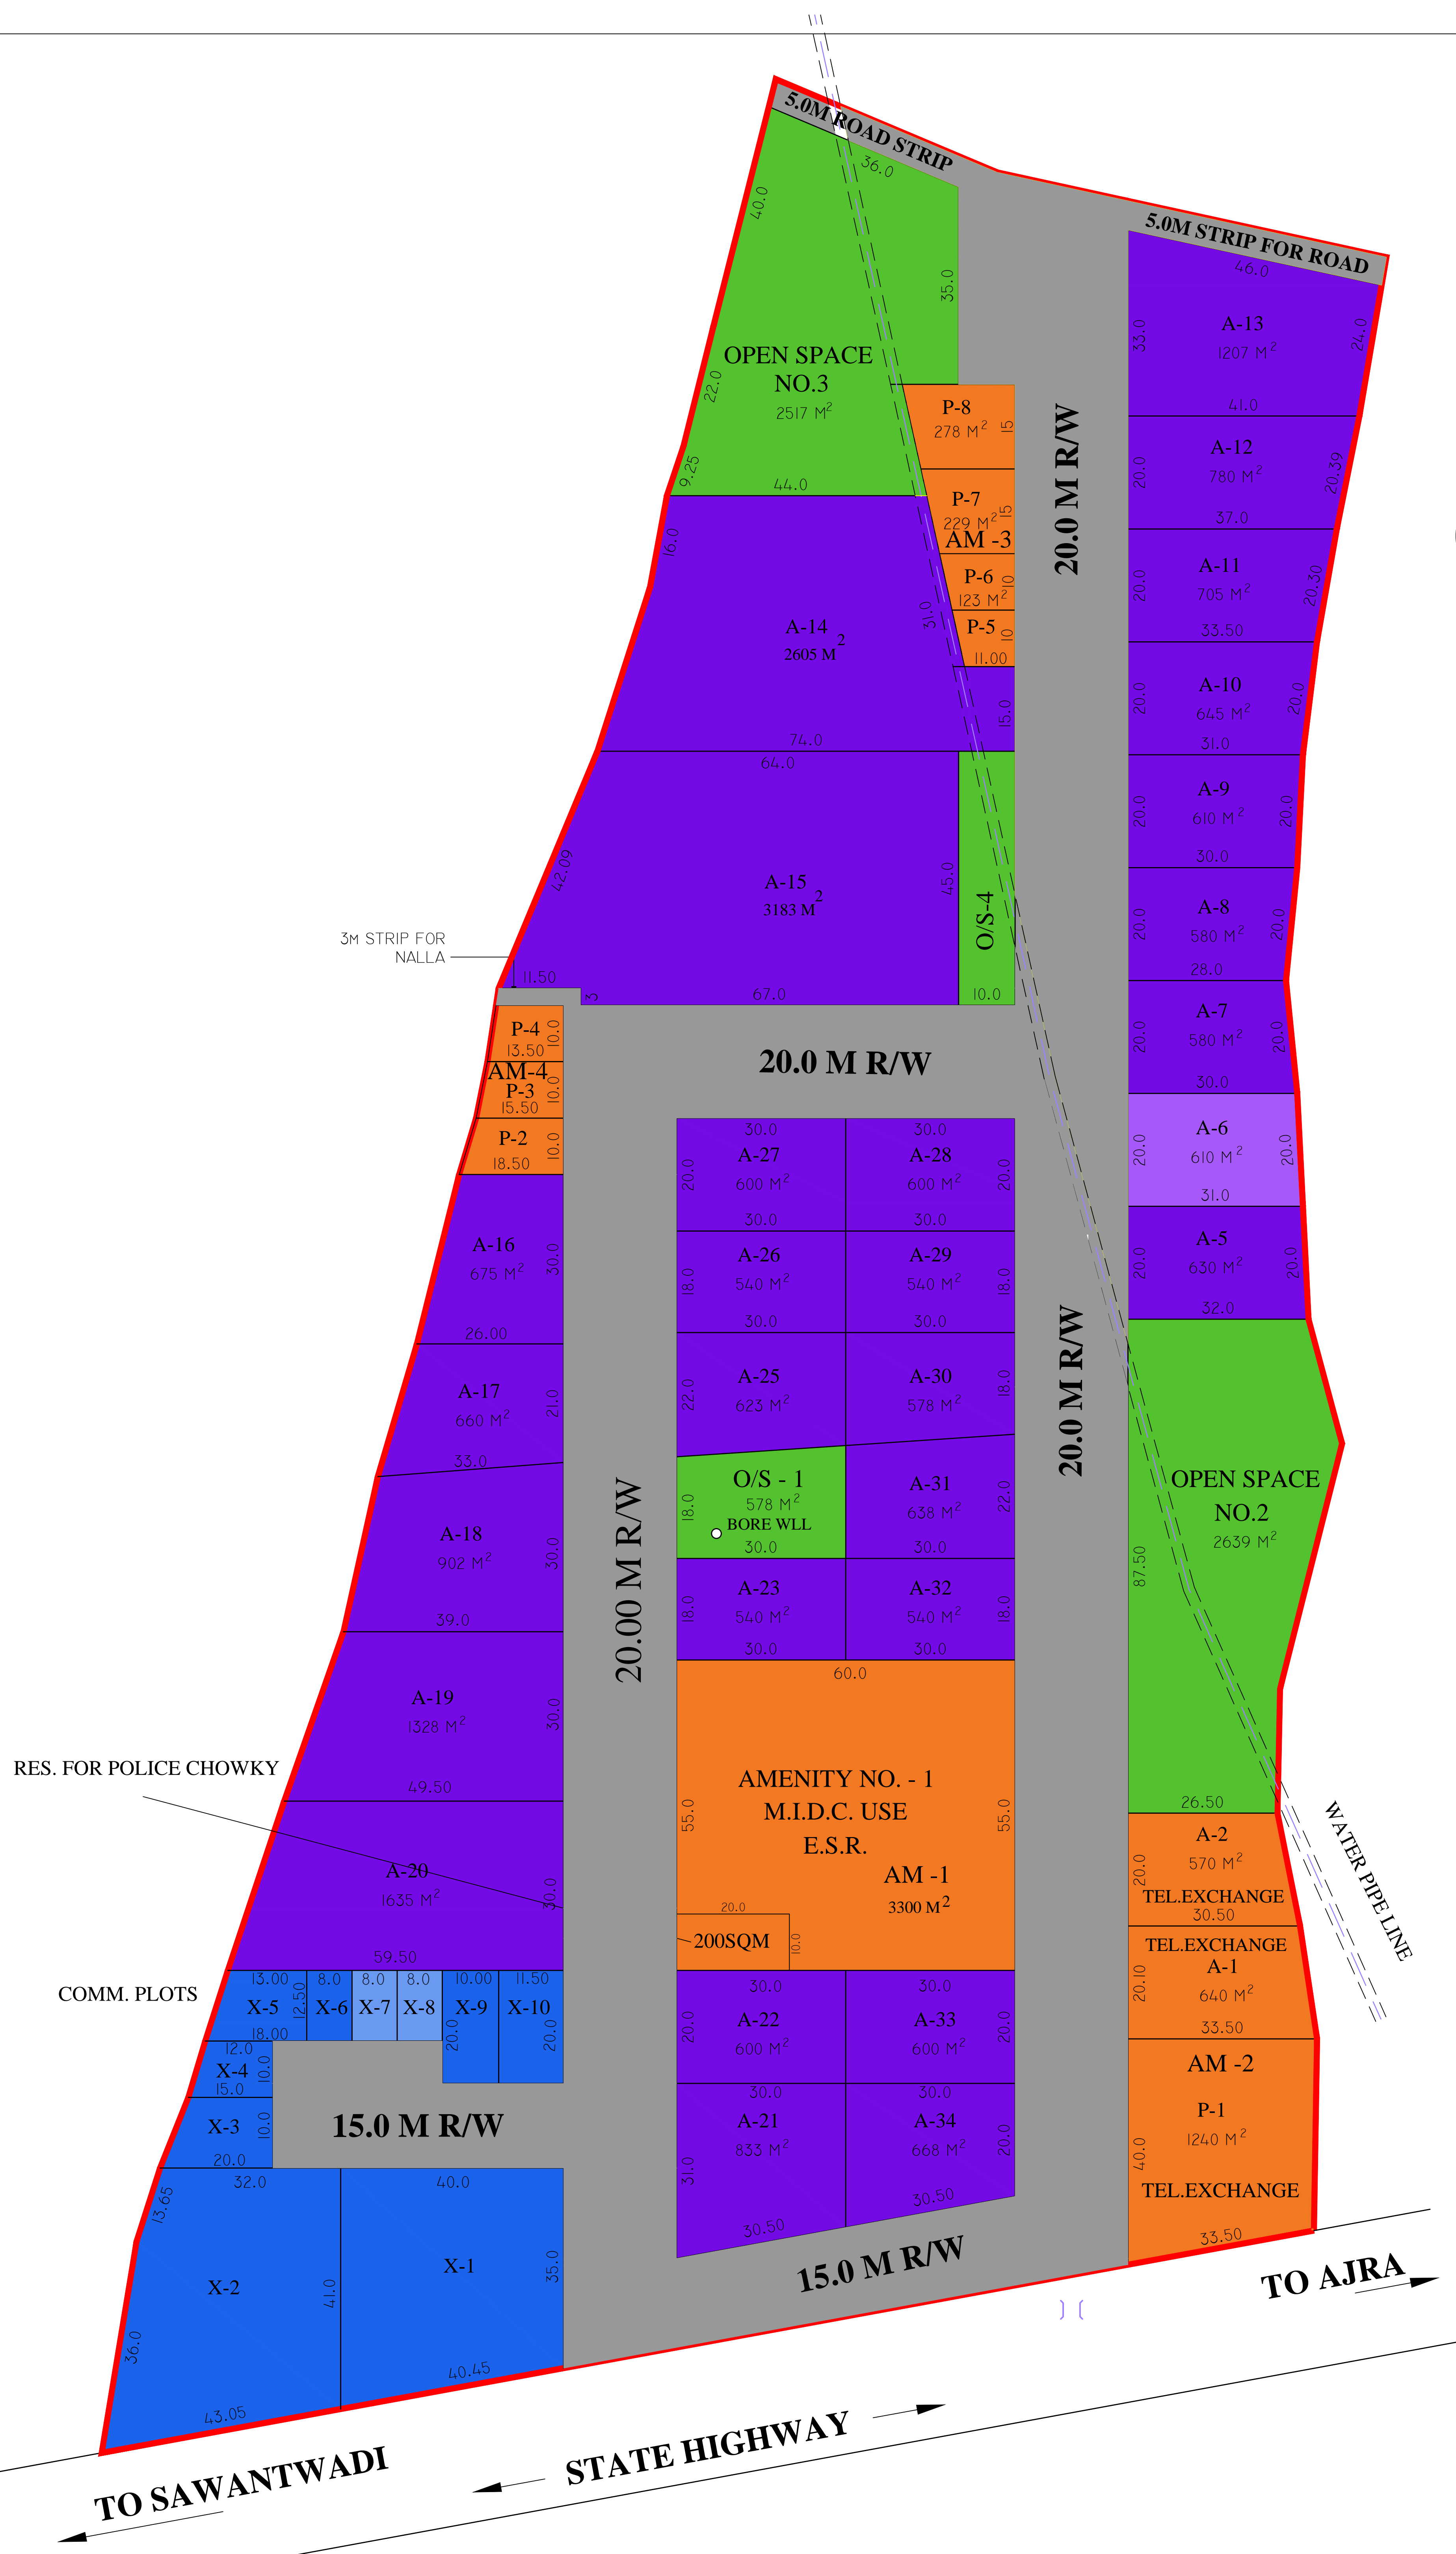 5.0M ROAD STRIP
36.0
40.0
35.0
OPEN SPACE
NO.3
2517 M2
22.0
9.25
44.0
5.0M STRIP FOR ROAD
46.0
A-13
1207 M2
33.0
24.0
41.0
P-8
278 M2
15
P-7
229 M2
15
AM -3
P-6
123 M2
10
P-5
10
11.00
20.0 M R/W
A-12
780 M2
20.0
20.39
37.0
A-11
705 M2
20.0
20.30
33.50
A-10
645 M2
20.0
20.0
31.0
A-9
610 M2
20.0
20.0
30.0
A-8
580 M2
20.0
20.0
28.0
A-7
580 M2
20.0
20.0
30.0
A-6
610 M2
20.0
20.0
31.0
A-5
630 M2
20.0
20.0
32.0
16.0
31.0
A-14
2605 M2
15.0
74.0
64.0
42.09
A-15
3183 M2
45.0
O/S-4
3M STRIP FOR
NALLA
11.50
3
67.0
10.0
P-4
10.0
13.50
AM-4
P-3
10.0
15.50
P-2
10.0
18.50
20.0 M R/W
30.0
30.0
A-27
600 M2
20.0
30.0
A-28
600 M2
20.0
30.0
A-26
540 M2
18.0
30.0
A-29
540 M2
18.0
30.0
A-25
623 M2
22.0
A-30
578 M2
18.0
O/S - 1
578 M2
BORE WLL
18.0
30.0
A-31
638 M2
22.0
30.0
A-23
540 M2
18.0
30.0
A-32
540 M2
18.0
30.0
20.0 M R/W
20.00 M R/W
A-16
675 M2
30.0
26.00
A-17
660 M2
21.0
33.0
A-18
902 M2
30.0
39.0
A-19
1328 M2
30.0
49.50
RES. FOR POLICE CHOWKY
A-20
1635 M2
30.0
59.50
OPEN SPACE
NO.2
2639 M2
87.50
26.50
60.0
AMENITY NO. - 1
M.I.D.C. USE
E.S.R.
55.0
55.0
AM -1
3300 M2
20.0
200SQM
10.0
A-2
570 M2
20.0
TEL.EXCHANGE
30.50
TEL.EXCHANGE
A-1
640 M2
20.10
33.50
AM -2
P-1
1240 M2
40.0
TEL.EXCHANGE
33.50
WATER PIPE LINE
COMM. PLOTS
13.00
X-5
12.50
18.00
8.0
X-6
8.0
X-7
8.0
X-8
10.00
X-9
20.0
11.50
X-10
20.0
12.0
X-4
10.0
15.0
X-3
10.0
20.0
15.0 M R/W
30.0
A-22
600 M2
20.0
30.0
A-33
600 M2
20.0
30.0
A-21
833 M2
31.0
30.50
30.0
A-34
668 M2
20.0
30.50
32.0
13.65
X-2
36.0
41.0
43.05
40.0
X-1
35.0
40.45
15.0 M R/W
TO AJRA
STATE HIGHWAY
TO SAWANTWADI